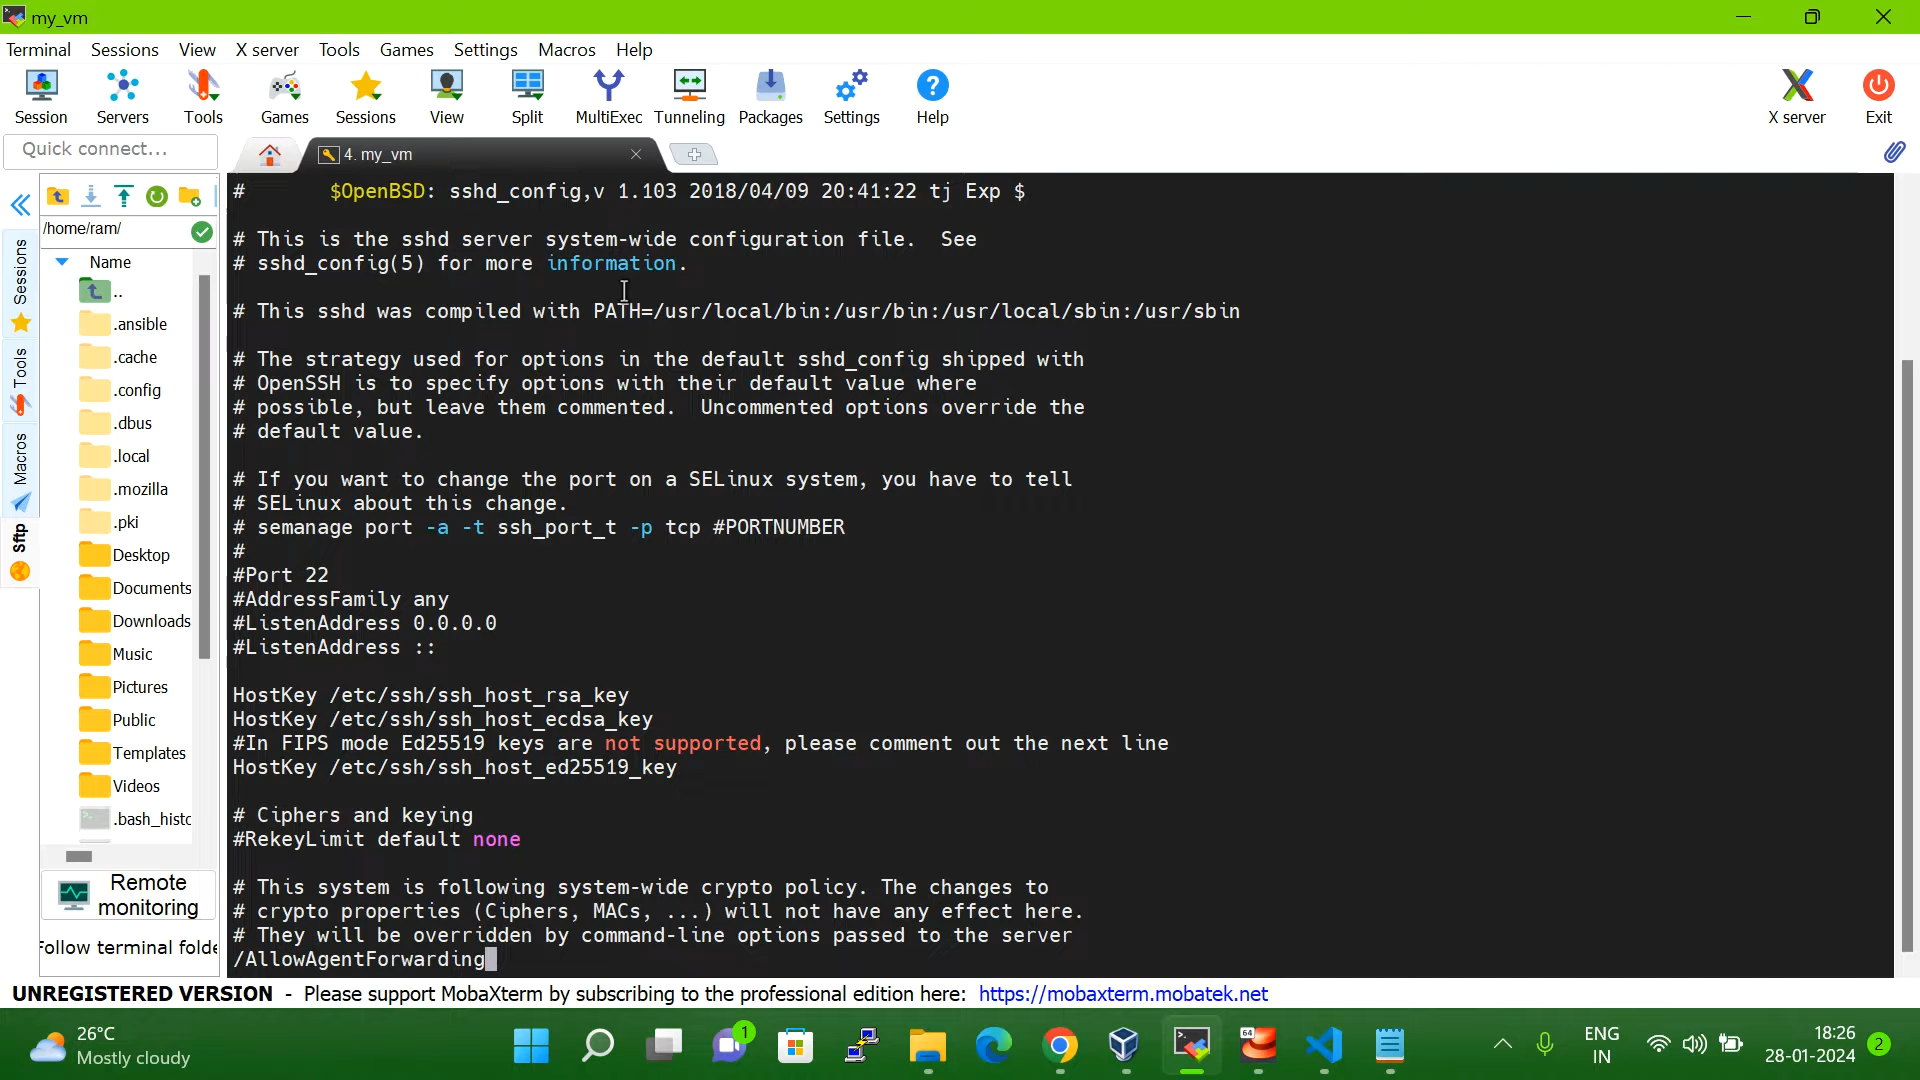 my_vm
Terminal Sessions View X server Tools Games Settings Macros Help
Session Servers Tools Games Sessions View Split MultiExec Tunneling Packages Settings Help X server Exit
Quick connect...
4. my_vm
Sessions
Tools
Macros
Sftp
/home/ram/
Name
..
.ansible
.cache
.config
.dbus
.local
.mozilla
.pki
Desktop
Documents
Downloads
Music
Pictures
Public
Templates
Videos
.bash_histo
Remote
monitoring
Follow terminal folde
#       $OpenBSD: sshd_config,v 1.103 2018/04/09 20:41:22 tj Exp $
# This is the sshd server system-wide configuration file.  See
# sshd_config(5) for more information.
# This sshd was compiled with PATH=/usr/local/bin:/usr/bin:/usr/local/sbin:/usr/sbin
# The strategy used for options in the default sshd_config shipped with
# OpenSSH is to specify options with their default value where
# possible, but leave them commented.  Uncommented options override the
# default value.
# If you want to change the port on a SELinux system, you have to tell
# SELinux about this change.
# semanage port -a -t ssh_port_t -p tcp #PORTNUMBER
#
#Port 22
#AddressFamily any
#ListenAddress 0.0.0.0
#ListenAddress ::
HostKey /etc/ssh/ssh_host_rsa_key
HostKey /etc/ssh/ssh_host_ecdsa_key
#In FIPS mode Ed25519 keys are not supported, please comment out the next line
HostKey /etc/ssh/ssh_host_ed25519_key
# Ciphers and keying
#RekeyLimit default none
# This system is following system-wide crypto policy. The changes to
# crypto properties (Ciphers, MACs, ...) will not have any effect here.
# They will be overridden by command-line options passed to the server
/AllowAgentForwarding
UNREGISTERED VERSION - Please support MobaXterm by subscribing to the professional edition here: https://mobaxterm.mobatek.net
26°C
Mostly cloudy
1
64
ENG
IN
18:26
28-01-2024
2